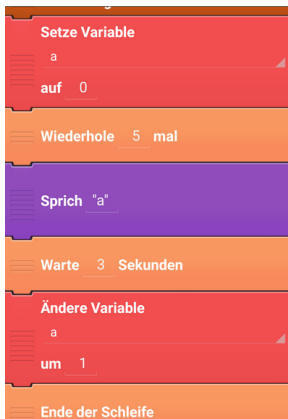 Setze Variable
a
auf 0
Wiederhole 5 mal
Sprich "a"
Warte 3 Sekunden
Ändere Variable
a
um 1
Ende der Schleife